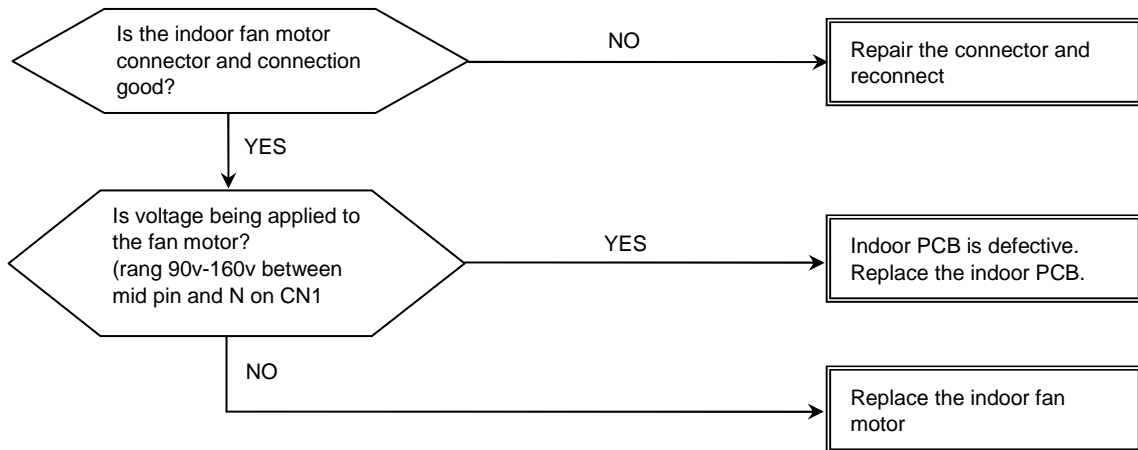 Is the indoor fan motor
connector and connection
good?
NO
Repair the connector and
reconnect
YES
Is voltage being applied to
the fan motor?
(rang 90v-160v between
mid pin and N on CN1
YES
Indoor PCB is defective.
Replace the indoor PCB.
NO
Replace the indoor fan
motor